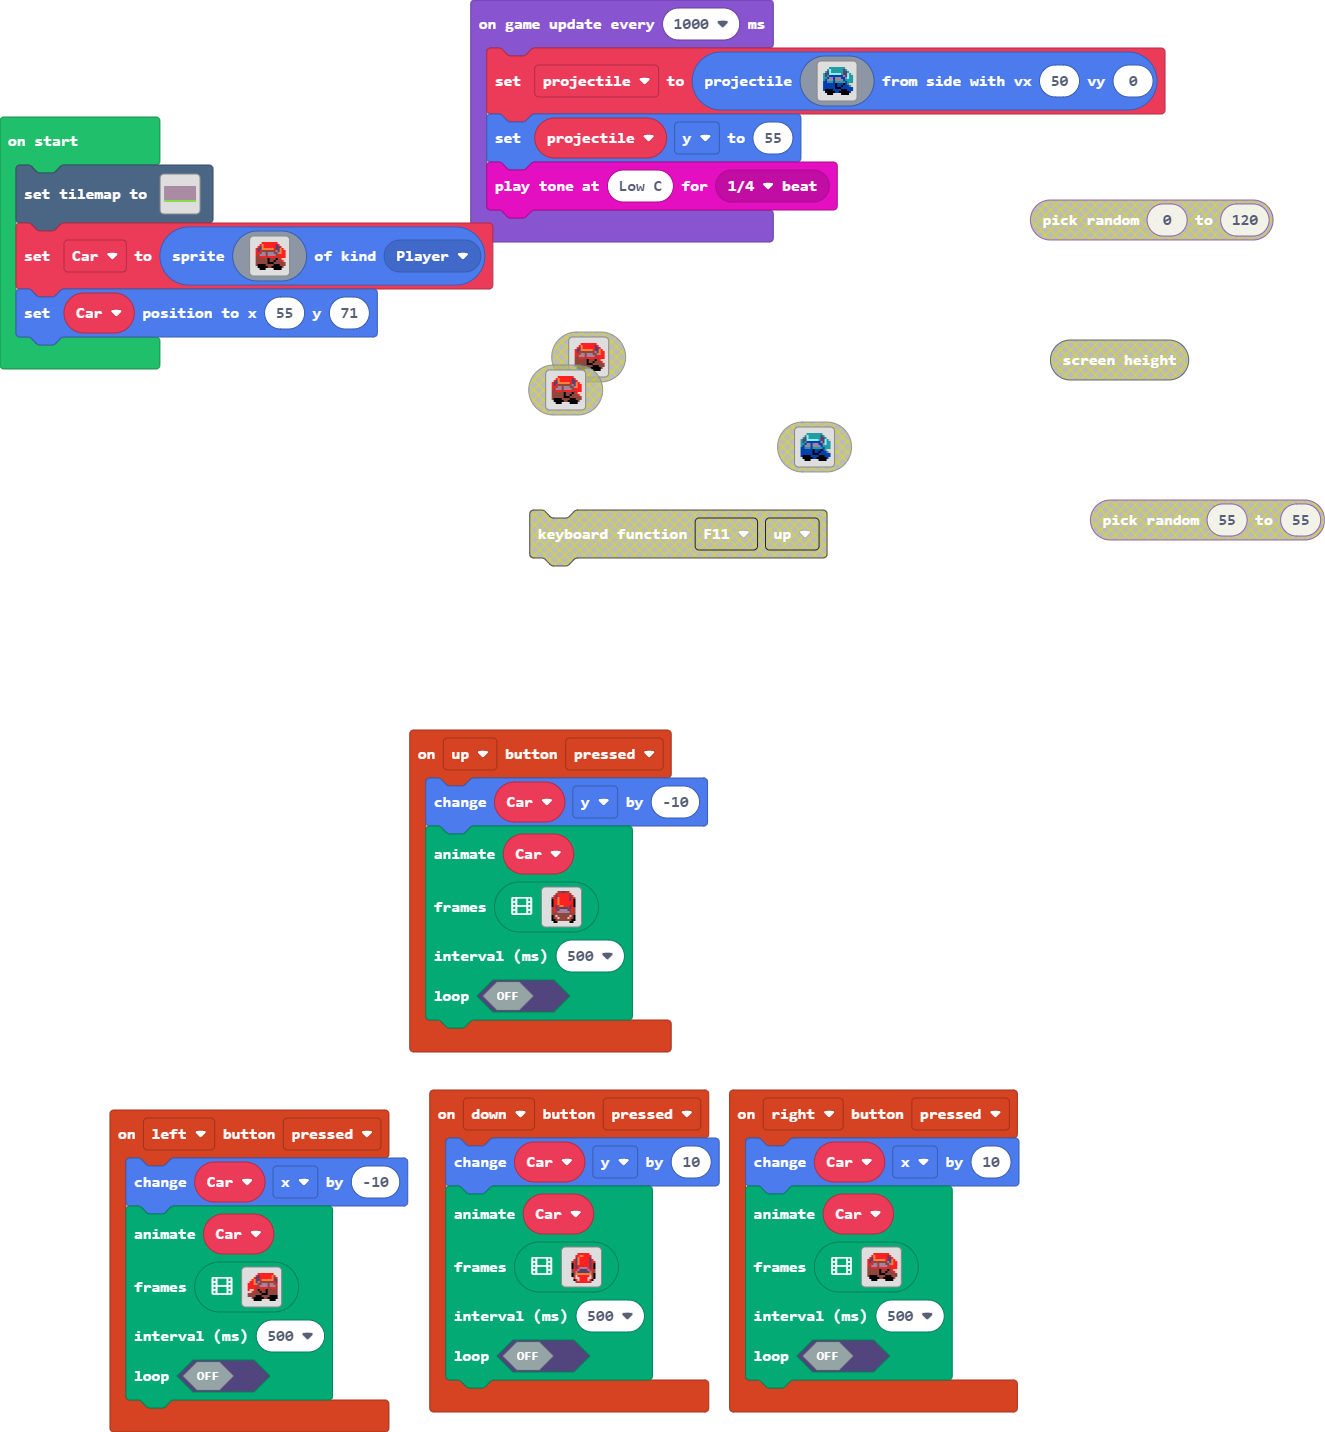 on game update every 1000 ms
set projectile to projectile from side with vx 50 vy 0
set projectile y to 55
play tone at Low C for 1/4 beat
on start
set tilemap to
set Car to sprite of kind Player
set Car position to x 55 y 71
pick random 0 to 120
screen height
keyboard function F11 up
pick random 55 to 55
on up button pressed
change Car y by -10
animate Car
frames
interval (ms) 500
loop OFF
on left button pressed
change Car x by -10
animate Car
frames
interval (ms) 500
loop OFF
on down button pressed
change Car y by 10
animate Car
frames
interval (ms) 500
loop OFF
on right button pressed
change Car x by 10
animate Car
frames
interval (ms) 500
loop OFF